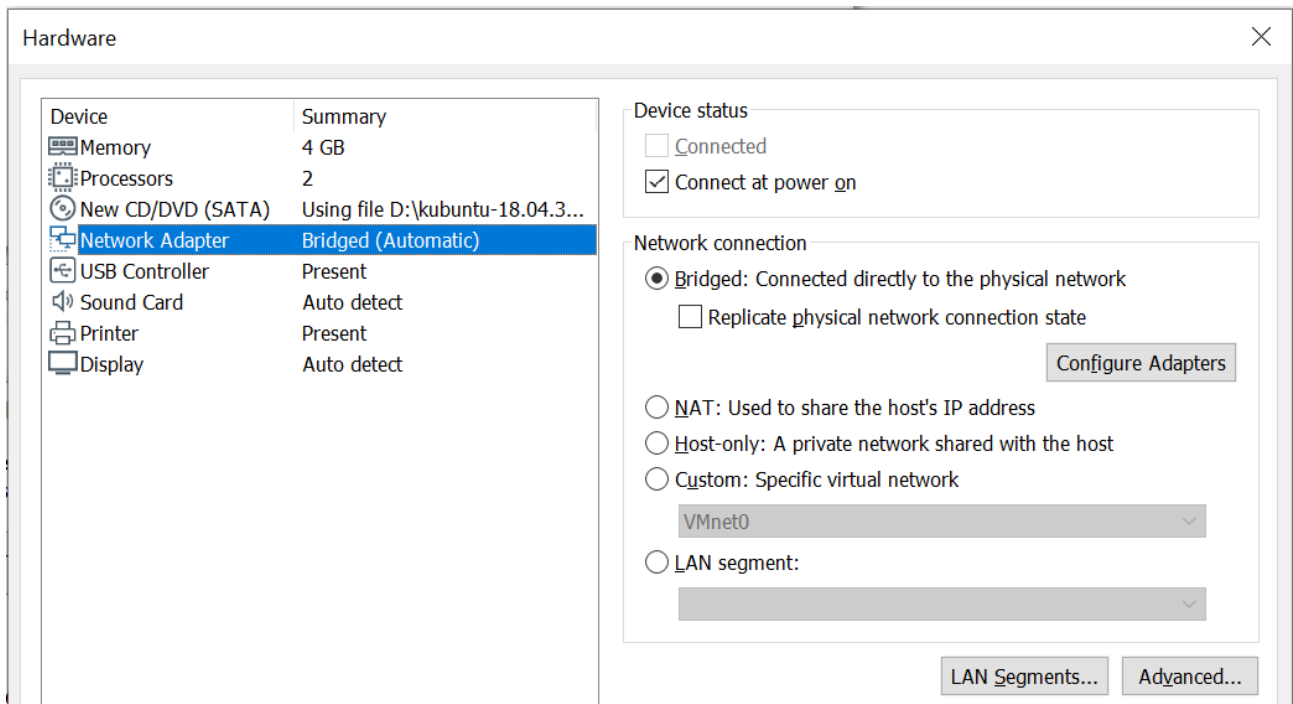 Hardware
Device Summary
Memory 4 GB
Processors 2
New CD/DVD (SATA) Using file D:\kubuntu-18.04.3...
Network Adapter Bridged (Automatic)
USB Controller Present
Sound Card Auto detect
Printer Present
Display Auto detect
Device status
Connected
Connect at power on
Network connection
Bridged: Connected directly to the physical network
Replicate physical network connection state
Configure Adapters
NAT: Used to share the host's IP address
Host-only: A private network shared with the host
Custom: Specific virtual network
VMnet0
LAN segment:
LAN Segments...
Advanced...